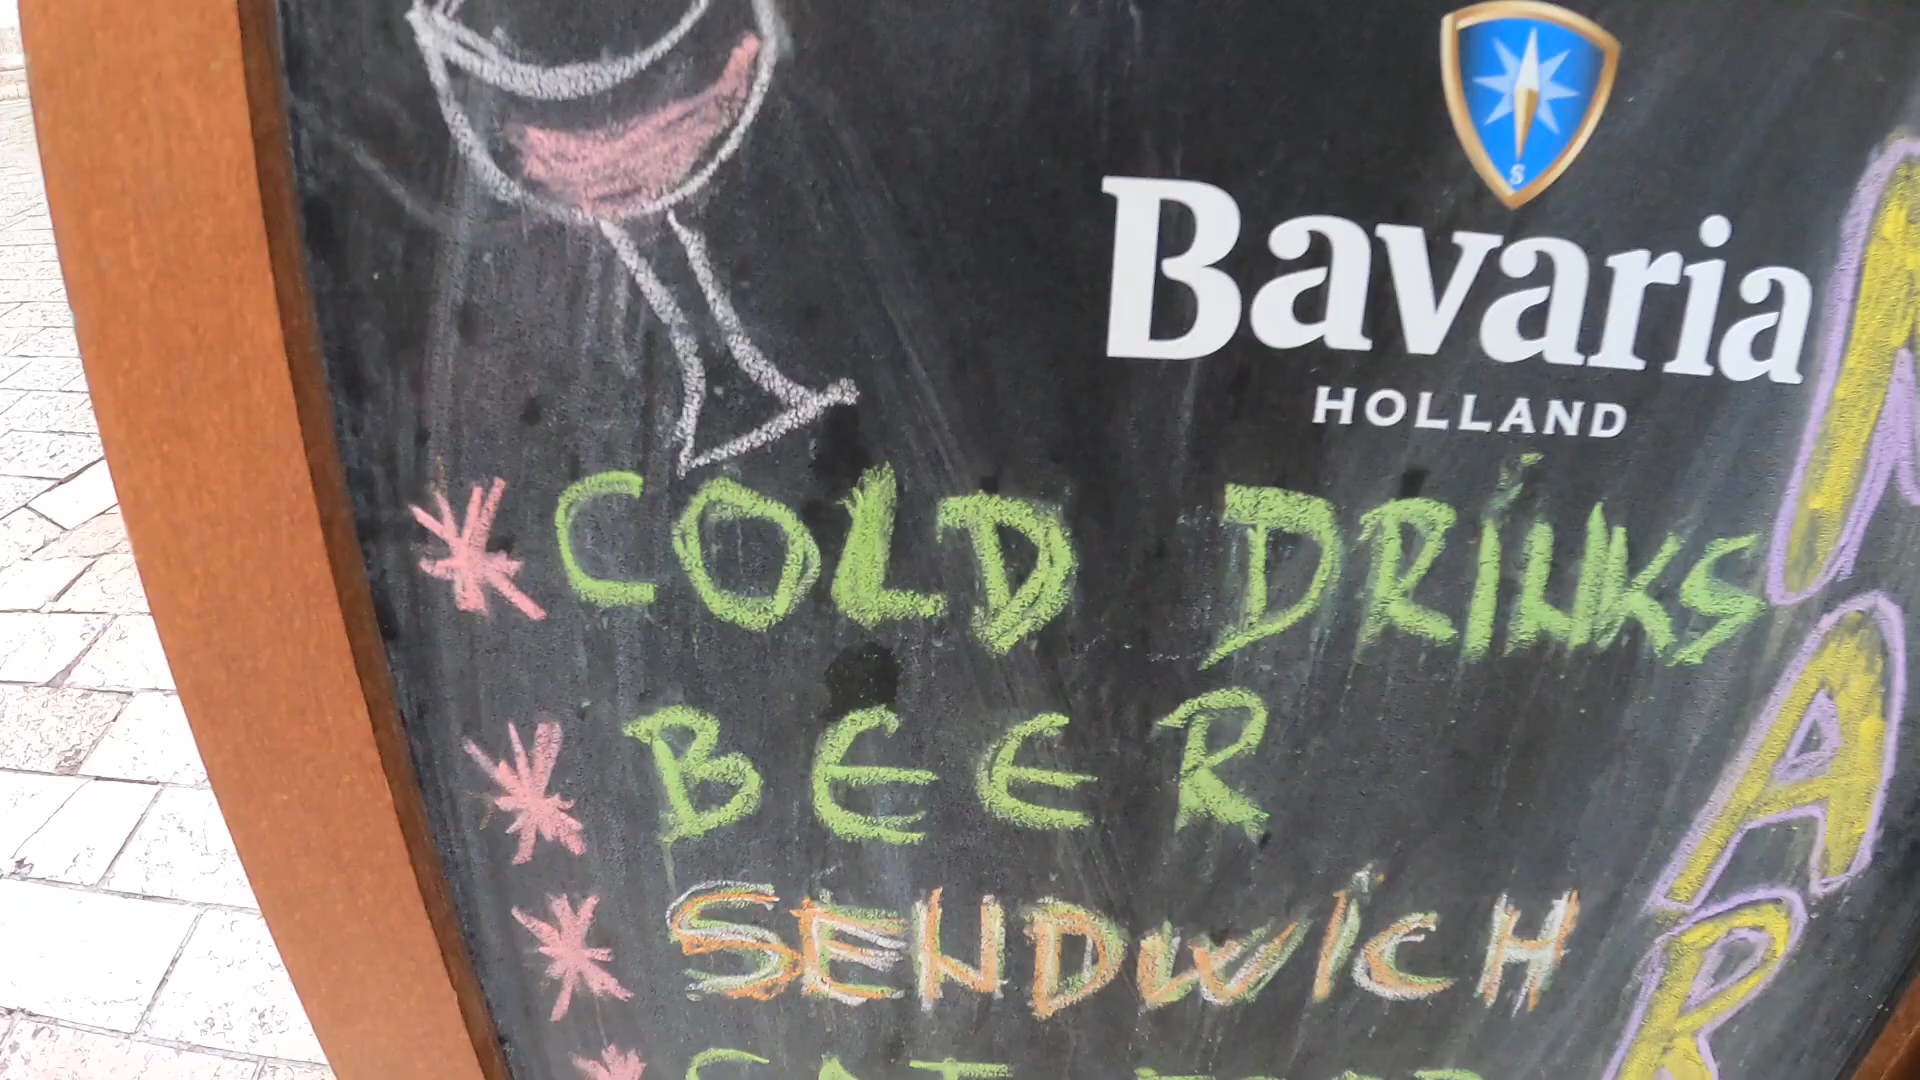 S
Bavaria
HOLLAND
COLD DRINKS
BEER
SENDWICH